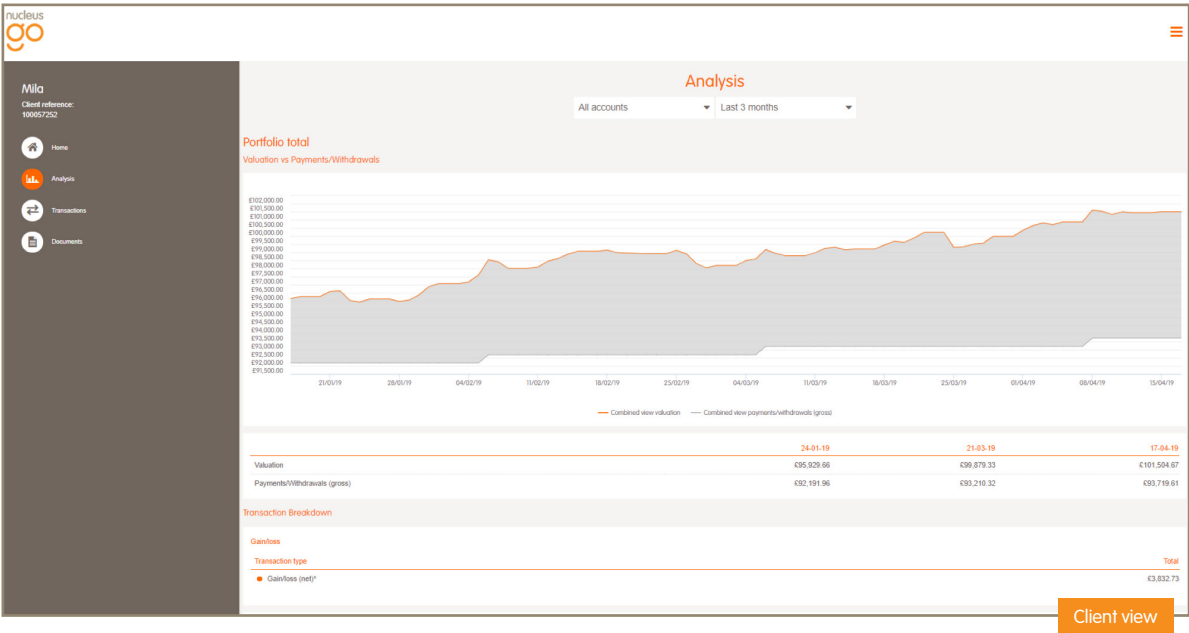 nucleus
go
Mila
Client reference:
100057252
Home
Analysis
Transactions
Documents
Analysis
All accounts Last 3 months
Portfolio total
Valuation vs Payments/Withdrawals
£102,000.00
£101,500.00
£101,000.00
£100,500.00
£100,000.00
£99,500.00
£99,000.00
£98,500.00
£98,000.00
£97,500.00
£97,000.00
£96,500.00
£96,000.00
£95,500.00
£95,000.00
£94,500.00
£94,000.00
£93,500.00
£93,000.00
£92,500.00
£92,000.00
£91,500.00
21/01/19 28/01/19 04/02/19 11/02/19 18/02/19 25/02/19 04/03/19 11/03/19 18/03/19 25/03/19 01/04/19 08/04/19 15/04/19
Combined view valuation Combined view payments/withdrawals (gross)
24-01-19 21-03-19 17-04-19
Valuation £95,929.66 £99,879.33 £101,504.67
Payments/Withdrawals (gross) £92,191.96 £93,210.32 £93,719.61
Transaction Breakdown
Gain/loss
Transaction type Total
Gain/loss (net)* £3,832.73
Client view